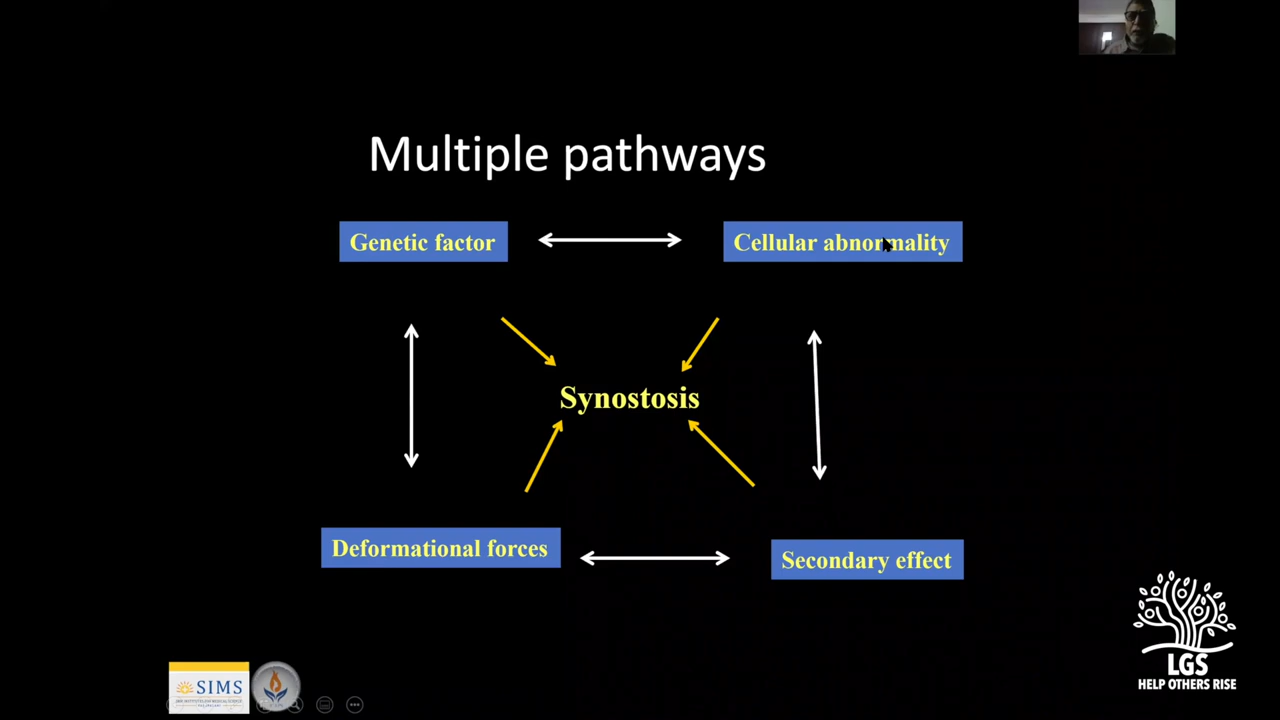 Multiple pathways
Genetic factor
Cellular abnormality
Synostosis
Deformational forces
Secondary effect
SIMS
LGS
HELP OTHERS RISE